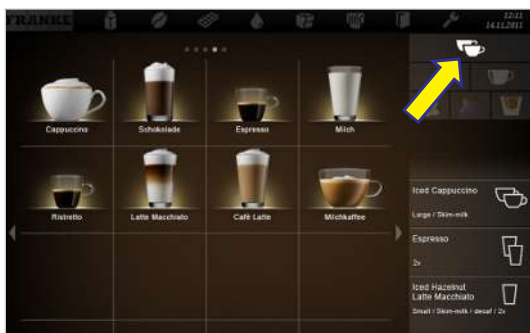 FRANKE
12:11
14.11.2011
Cappuccino
Schokolade
Espresso
Milch
Ristretto
Latte Macchiato
Café Latte
Milchkaffee
Iced Cappuccino
Large / Skim-milk
Espresso
2x
Iced Hazelnut
Latte Macchiato
Small / Skim-milk / decaf / 2x